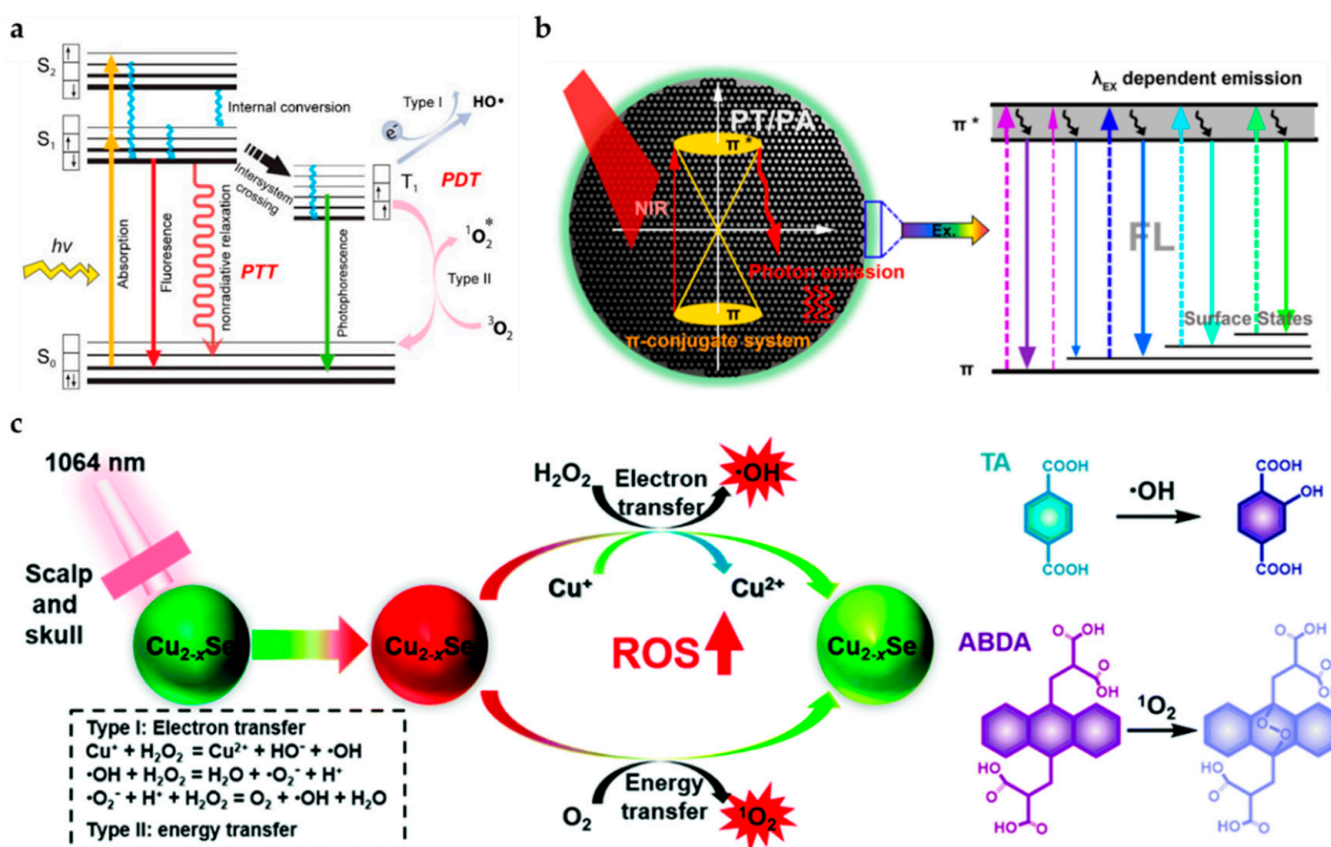 a
S₂
S₁
S₀
hν
Absorption
Fluoresence
nonradiative relaxation
PTT
Internal conversion
Intersystem
crossing
Photophorescence
T₁
PDT
e⁻
Type I
HO•
¹O₂*
Type II
³O₂
b
PT/PA
π*
NIR
Photon emission
π
π-conjugate system
Ex.
λEX dependent emission
π *
FL
Surface States
π
c
1064 nm
Scalp
and
skull
Cu₂₋ₓSe
Cu₂₋ₓSe
Cu₂₋ₓSe
H₂O₂
Electron
transfer
•OH
Cu⁺
Cu²⁺
ROS
O₂
Energy
transfer
¹O₂
Type I: Electron transfer
Cu⁺ + H₂O₂ = Cu²⁺ + HO⁻ + •OH
•OH + H₂O₂ = H₂O + •O₂⁻ + H⁺
•O₂⁻ + H⁺ + H₂O₂ = O₂ + •OH + H₂O
Type II: energy transfer
TA
COOH
COOH
•OH
COOH
OH
COOH
ABDA
OH
O
O
OH
HO
O
HO
O
¹O₂
OH
O
O
OH
O
O
HO
O
HO
O